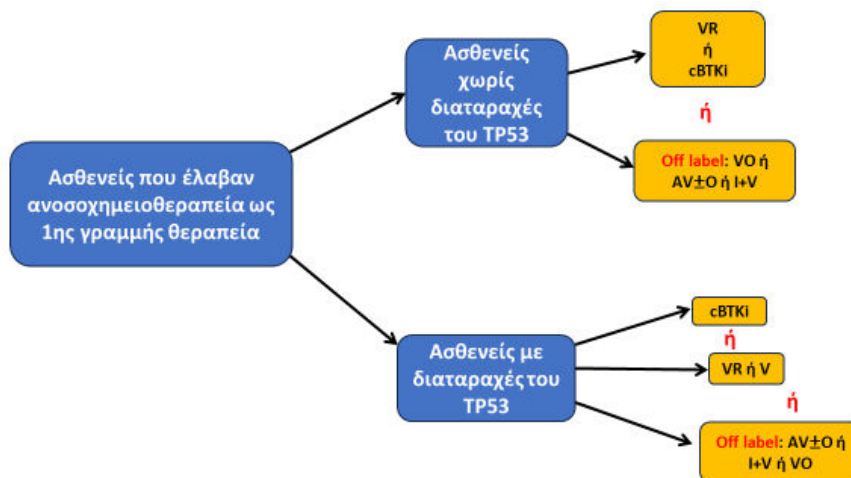 Ασθενείς που έλαβαν
ανοσοχημειοθεραπεία ως
1ης γραμμής θεραπεία
Ασθενείς
χωρίς
διαταραχές
του TP53
VR
ή
cBTKi
ή
Off label: VO ή
AV±O ή I+V
Ασθενείς με
διαταραχές του
TP53
cBTKi
ή
VR ή V
ή
Off label: AV±O ή
I+V ή VO